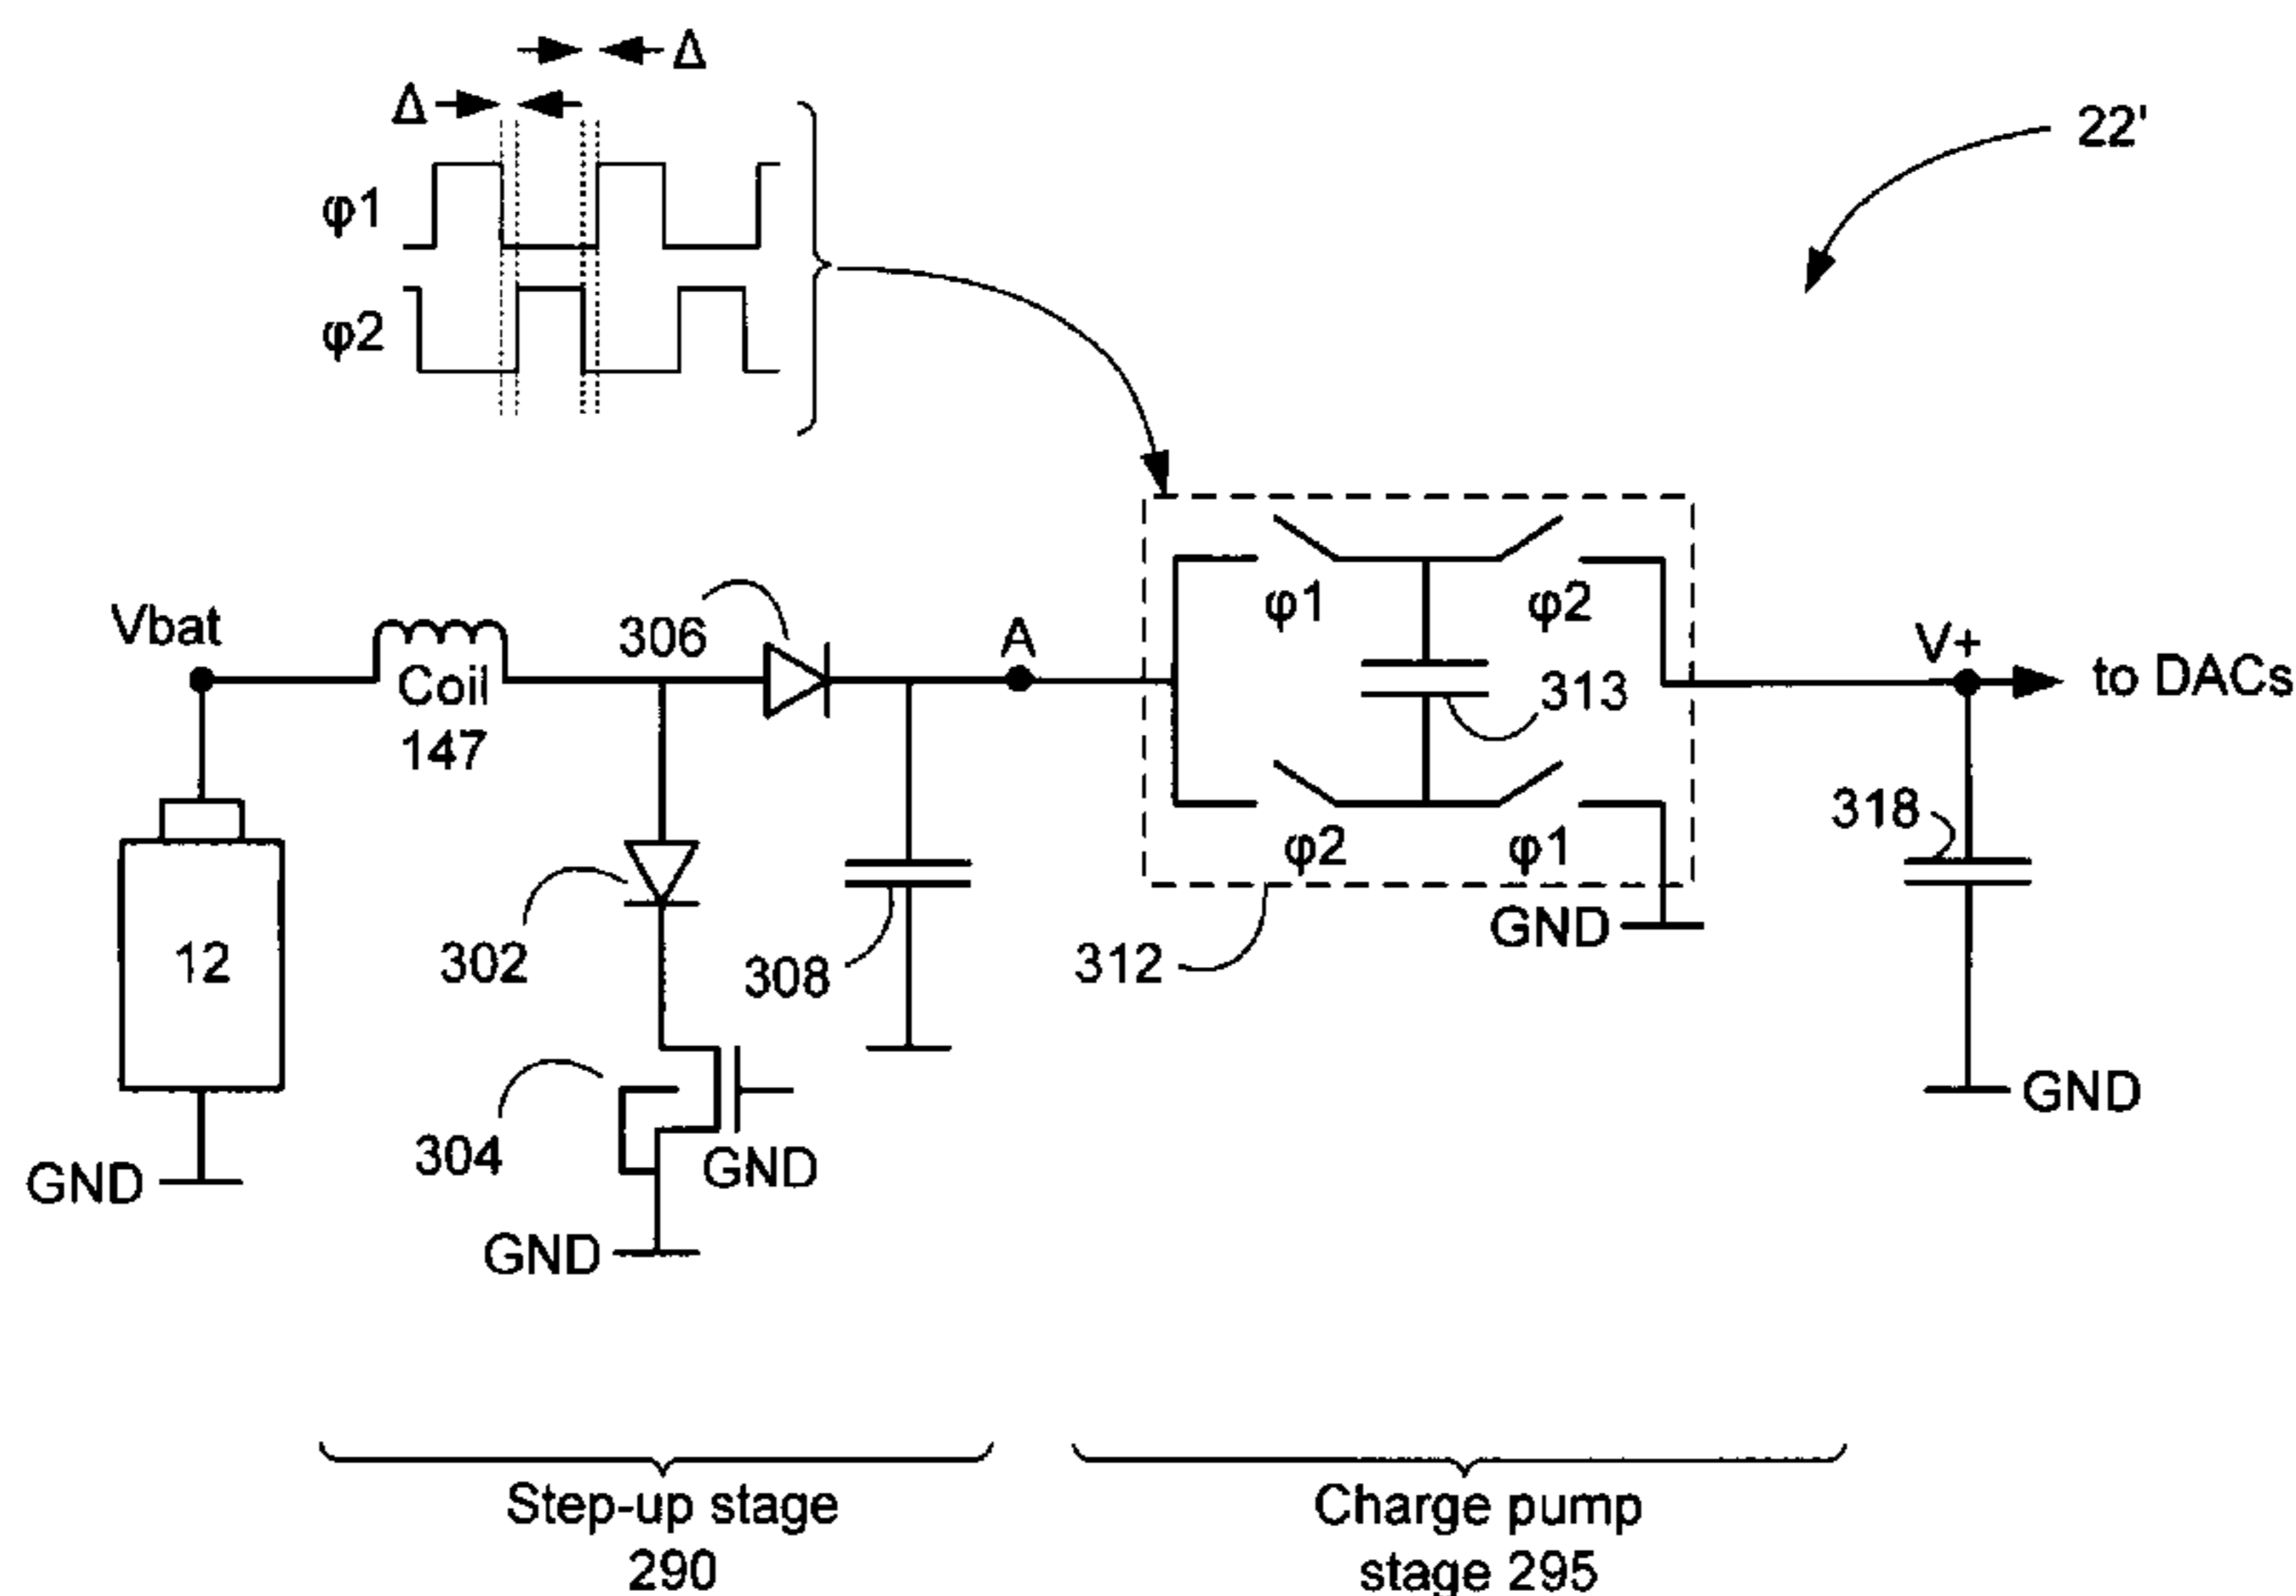 Δ
Δ
22'
φ1
φ2
Vbat
306
A
φ1
φ2
V+
to DACs
Coil
147
313
318
φ2
φ1
12
302
308
312
GND
304
GND
GND
GND
GND
Step-up stage
290
Charge pump
stage 295